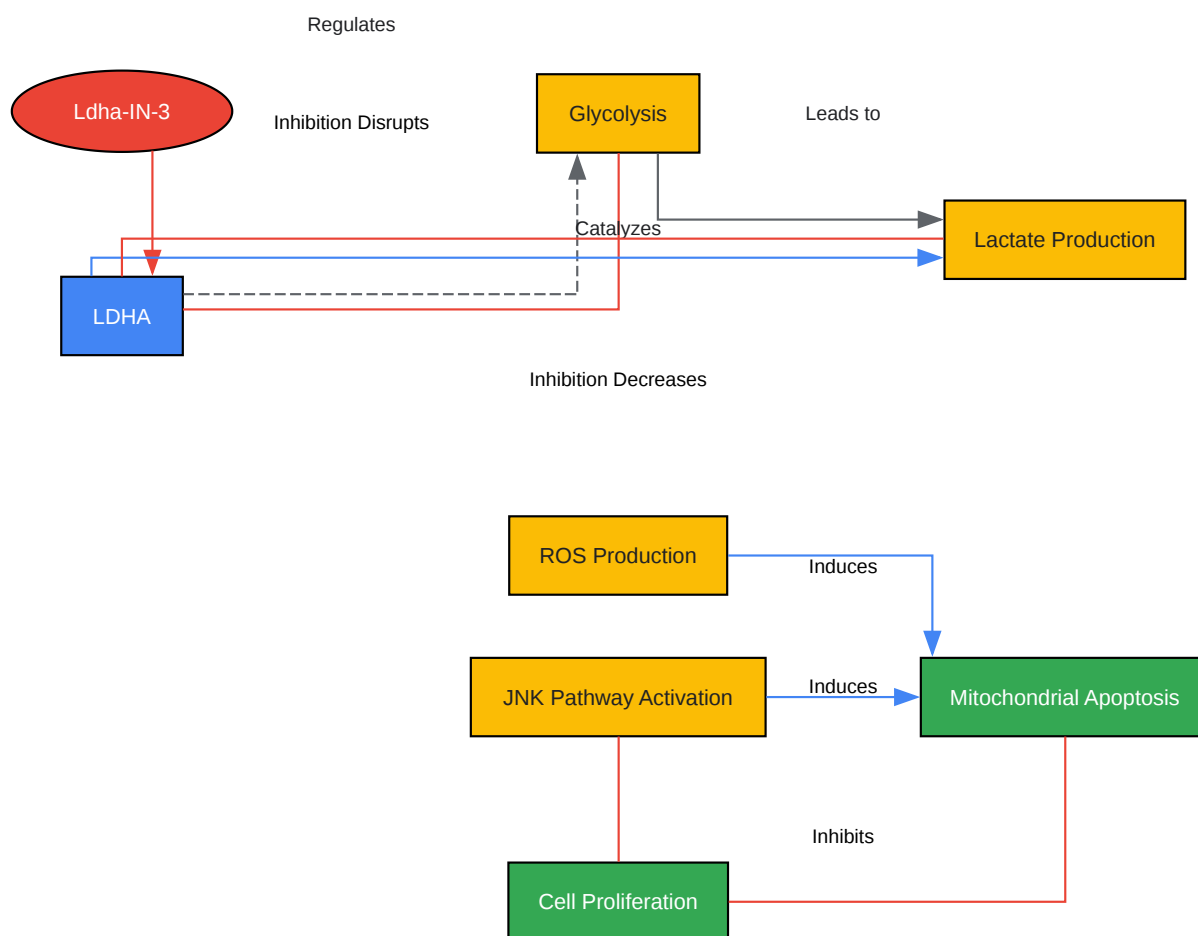 Regulates
Ldha-IN-3
Inhibition Disrupts
Glycolysis
Leads to
Catalyzes
Lactate Production
LDHA
Inhibition Decreases
ROS Production
Induces
JNK Pathway Activation
Induces
Mitochondrial Apoptosis
Inhibits
Cell Proliferation